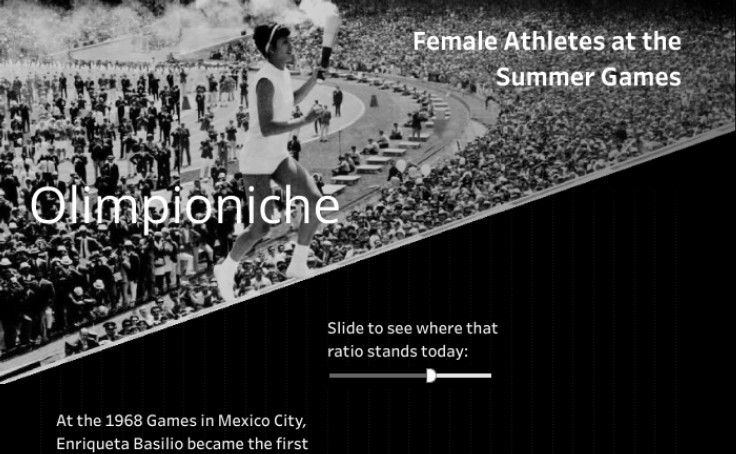 Female Athletes at the
Summer Games
Olimpioniche
Slide to see where that
ratio stands today:
At the 1968 Games in Mexico City,
Enriqueta Basilio became the first